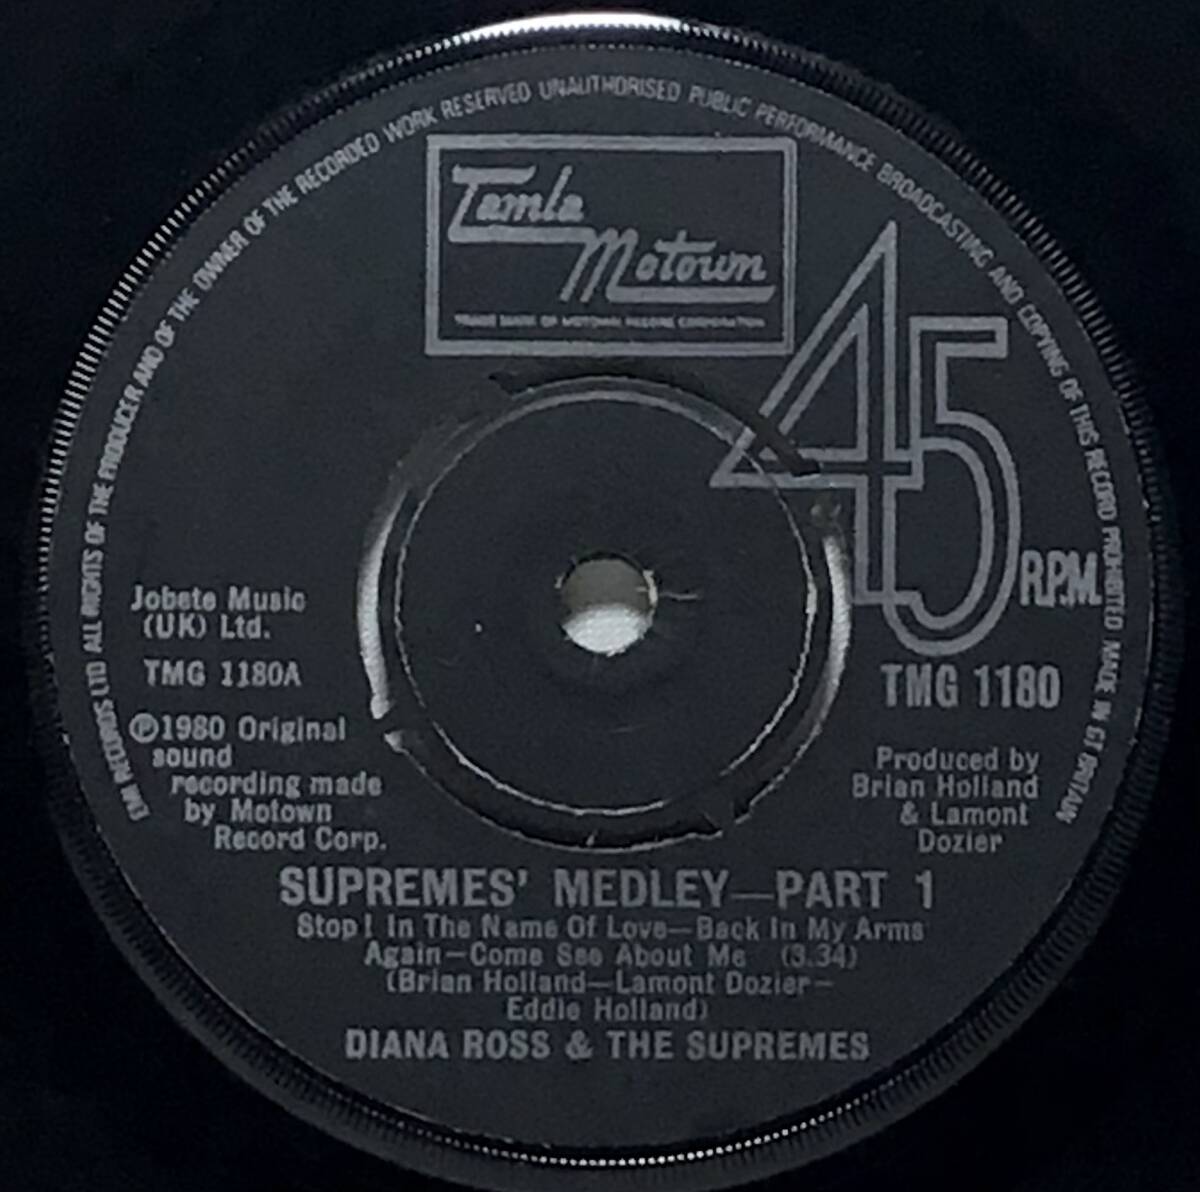 EMI RECORDS LTD ALL RIGHTS OF THE PRODUCER AND OF THE OWNER OF THE RECORDED WORK RESERVED UNAUTHORISED PUBLIC PERFORMANCE BROADCASTING AND COPYING OF THIS RECORD PROHIBITED MADE IN GT BRITAIN
Tamla
Motown
TRADE MARK OF MOTOWN RECORD CORPORATION
45
R.P.M.
Jobete Music
(UK) Ltd.
TMG 1180A
TMG 1180
℗1980 Original
sound
recording made
by Motown
Record Corp.
Produced by
Brian Holland
& Lamont
Dozier
SUPREMES' MEDLEY—PART 1
Stop! In The Name Of Love—Back In My Arms
Again—Come See About Me (3.34)
(Brian Holland—Lamont Dozier—
Eddie Holland)
DIANA ROSS & THE SUPREMES